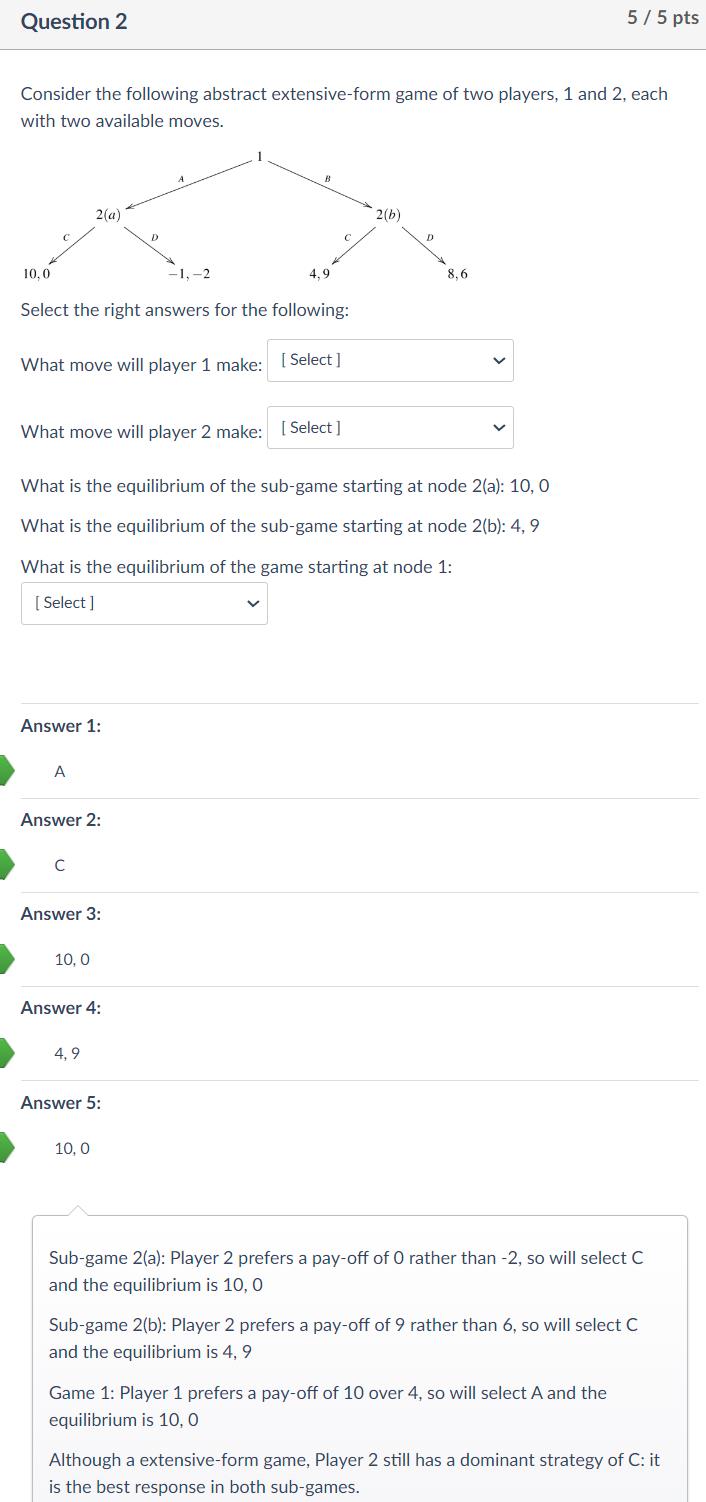 Question 2
5 / 5 pts
Consider the following abstract extensive-form game of two players, 1 and 2, each
with two available moves.
1
A
B
2(a)
2(b)
C
D
C
D
10,0
−1,−2
4,9
8,6
Select the right answers for the following:
What move will player 1 make: [ Select ]
What move will player 2 make: [ Select ]
What is the equilibrium of the sub-game starting at node 2(a): 10, 0
What is the equilibrium of the sub-game starting at node 2(b): 4, 9
What is the equilibrium of the game starting at node 1:
[ Select ]
Answer 1:
A
Answer 2:
C
Answer 3:
10, 0
Answer 4:
4, 9
Answer 5:
10, 0
Sub-game 2(a): Player 2 prefers a pay-off of 0 rather than -2, so will select C
and the equilibrium is 10, 0
Sub-game 2(b): Player 2 prefers a pay-off of 9 rather than 6, so will select C
and the equilibrium is 4, 9
Game 1: Player 1 prefers a pay-off of 10 over 4, so will select A and the
equilibrium is 10, 0
Although a extensive-form game, Player 2 still has a dominant strategy of C: it
is the best response in both sub-games.